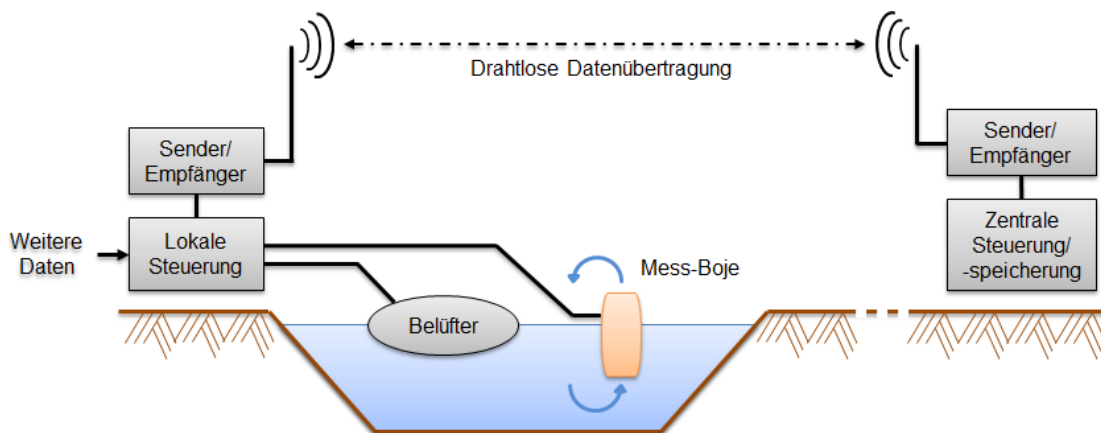 Drahtlose Datenübertragung
Sender/
Empfänger
Sender/
Empfänger
Weitere
Daten
Lokale
Steuerung
Zentrale
Steuerung/
-speicherung
Mess-Boje
Belüfter